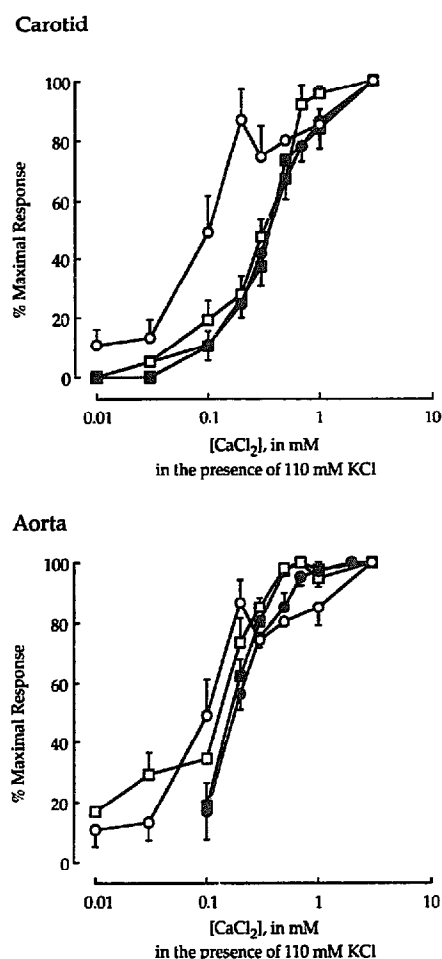 Carotid
100
80
60
40
20
0
% Maximal Response
0.01 0.1 1 10
[CaCl₂], in mM
in the presence of 110 mM KCl
Aorta
100
80
60
40
20
0
% Maximal Response
0.01 0.1 1 10
[CaCl₂], in mM
in the presence of 110 mM KCl